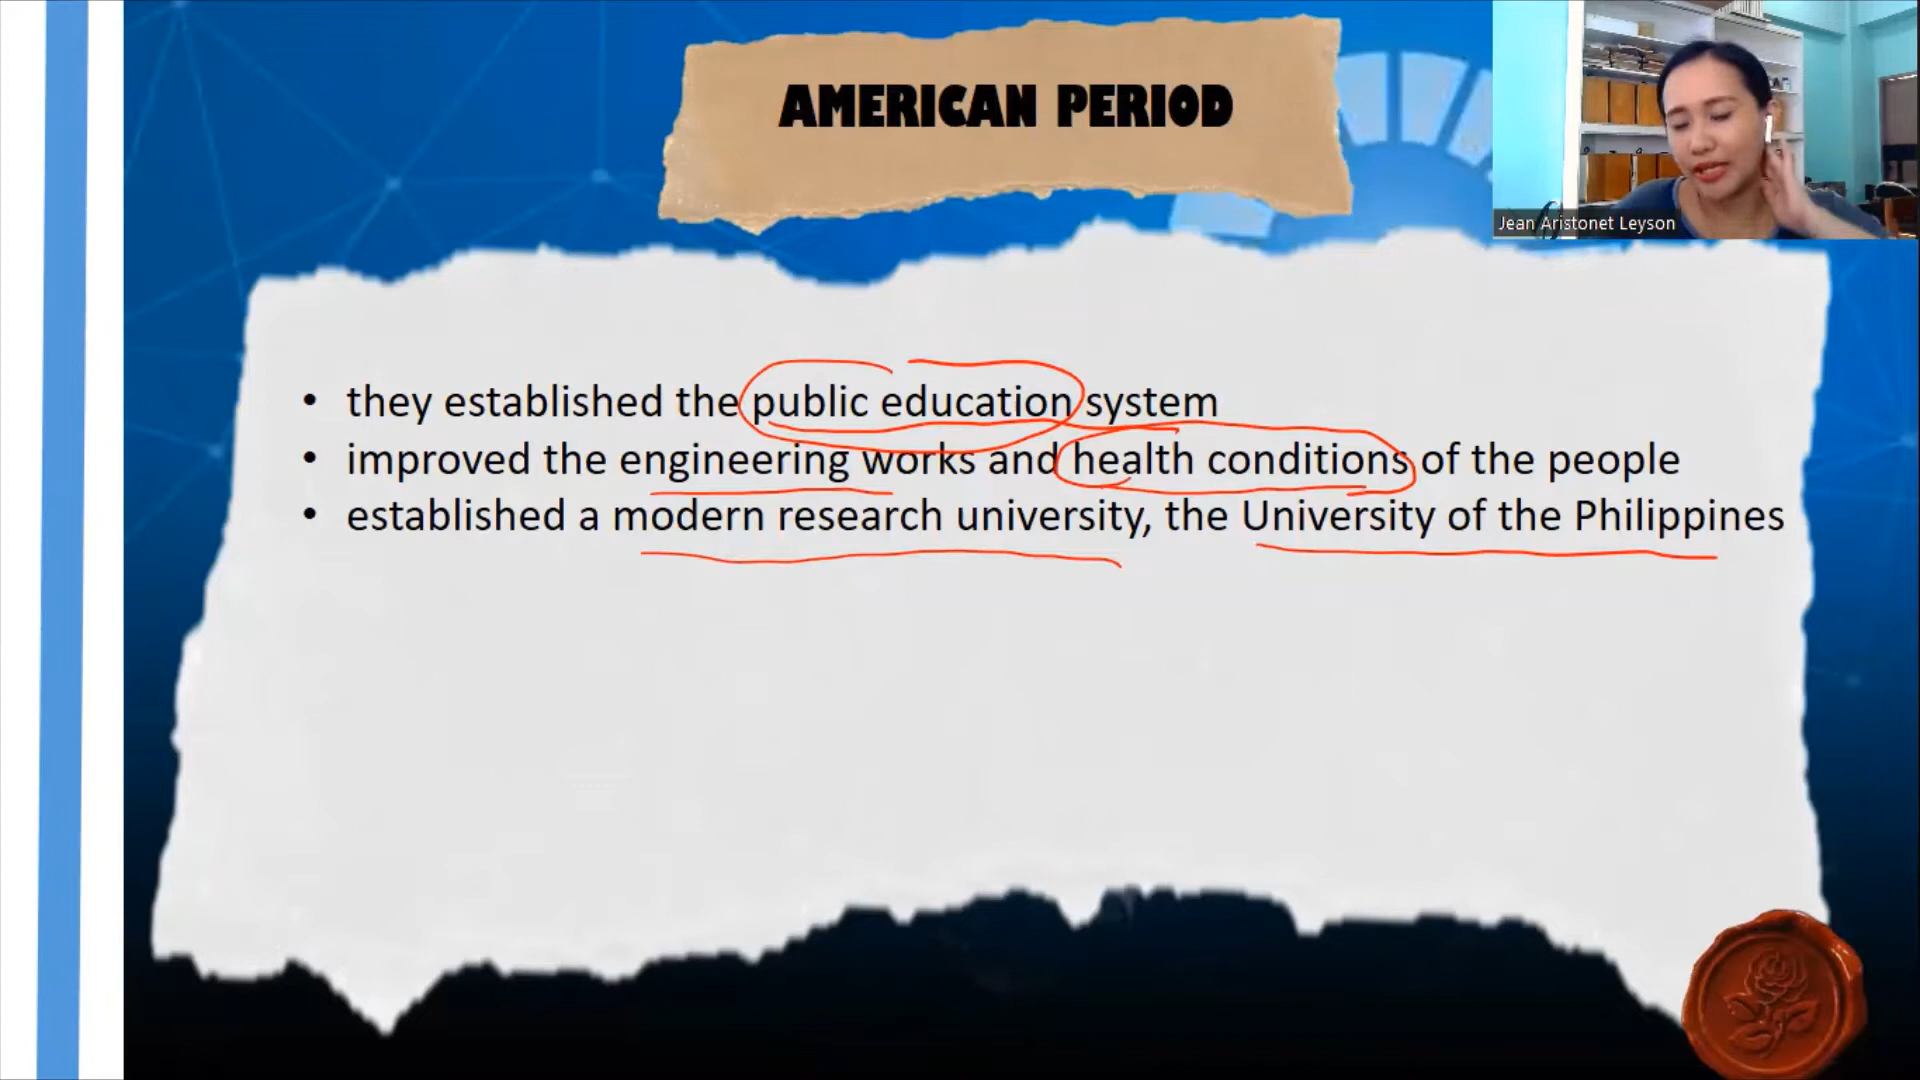 AMERICAN PERIOD
Jean Aristonet Leyson
• they established the public education system
• improved the engineering works and health conditions of the people
• established a modern research university, the University of the Philippines